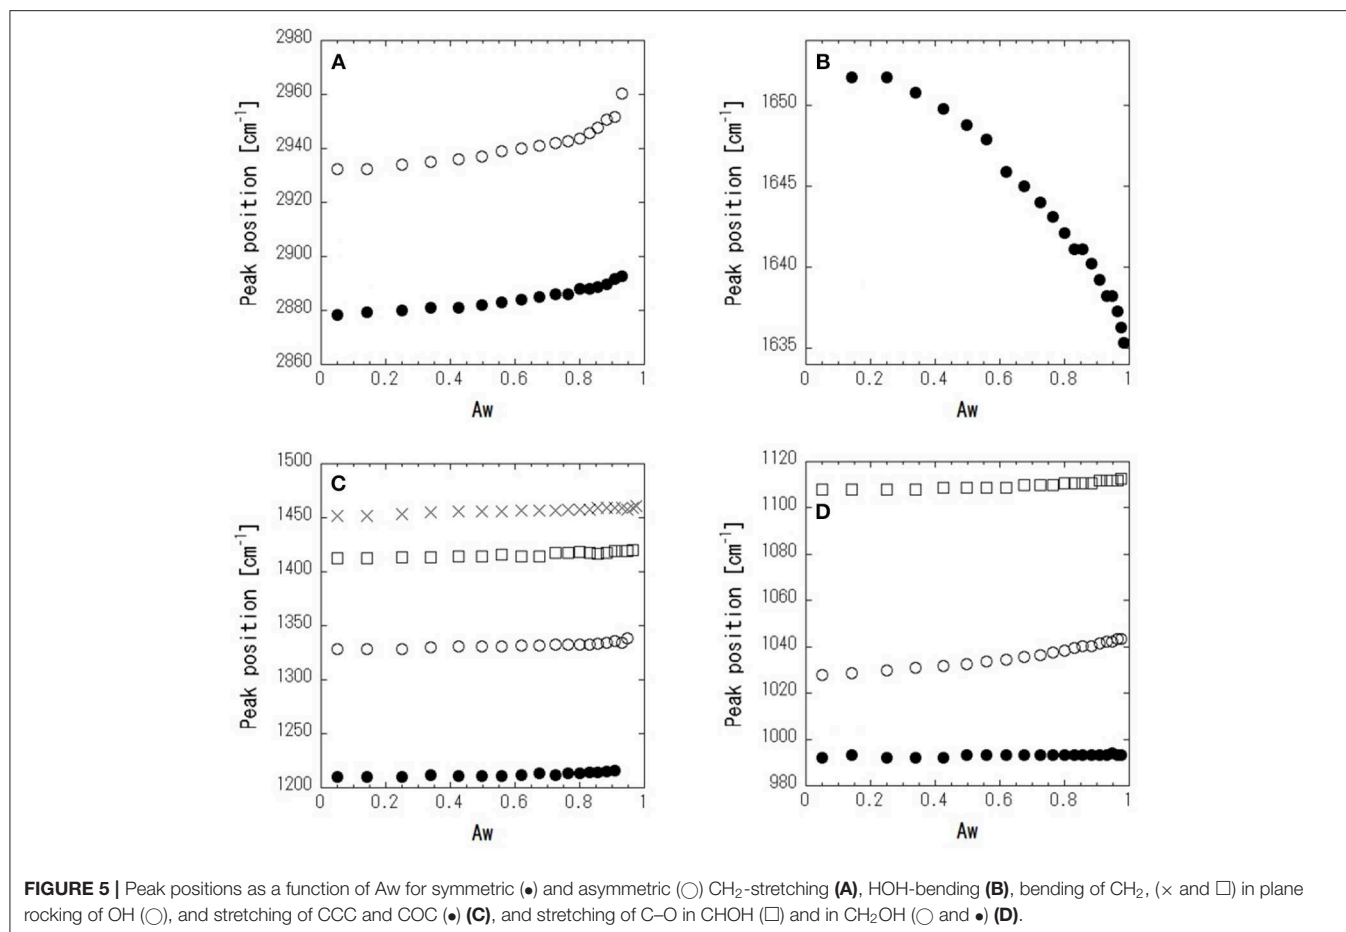 A
2980
2960
2940
2920
2900
2880
2860
Peak position [cm⁻¹]
0 0.2 0.4 0.6 0.8 1
Aw
B
1650
1645
1640
1635
Peak position [cm⁻¹]
0 0.2 0.4 0.6 0.8 1
Aw
C
1500
1450
1400
1350
1300
1250
1200
Peak position [cm⁻¹]
0 0.2 0.4 0.6 0.8 1
Aw
D
1120
1100
1080
1060
1040
1020
1000
980
Peak position [cm⁻¹]
0 0.2 0.4 0.6 0.8 1
Aw
FIGURE 5 | Peak positions as a function of Aw for symmetric (●) and asymmetric (○) CH₂-stretching (A), HOH-bending (B), bending of CH₂, (× and □) in plane
rocking of OH (○), and stretching of CCC and COC (●) (C), and stretching of C–O in CHOH (□) and in CH₂OH (○ and ●) (D).